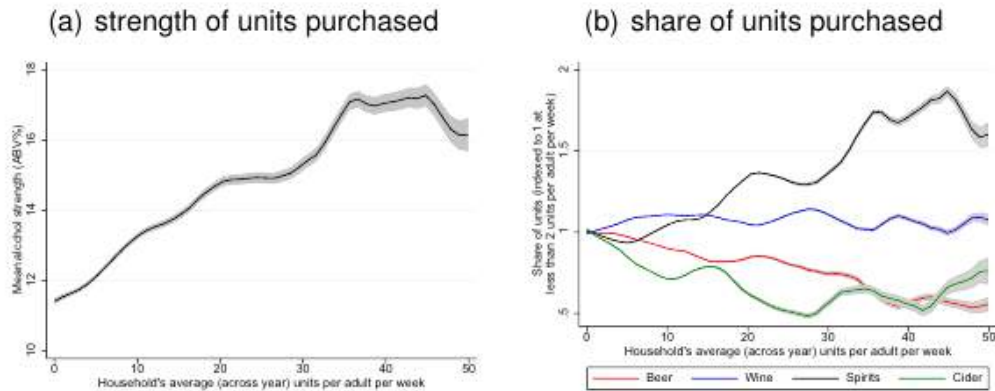 (a) strength of units purchased
Mean alcohol strength (ABV%)
18
16
14
12
10
0 10 20 30 40 50
Household's average (across year) units per adult per week
(b) share of units purchased
Share of units (indexed to 1 at
less than 2 units per adult per week)
2
1.5
1
.5
0 10 20 30 40 50
Household's average (across year) units per adult per week
Beer Wine Spirits Cider